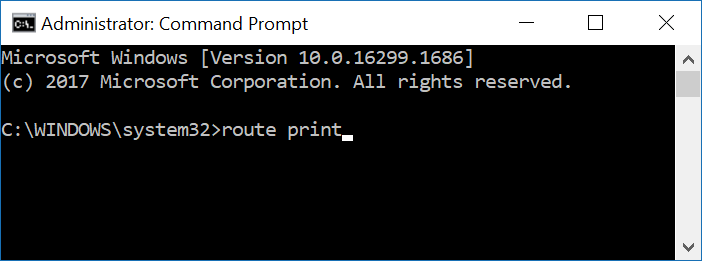 Administrator: Command Prompt
Microsoft Windows [Version 10.0.16299.1686]
(c) 2017 Microsoft Corporation. All rights reserved.
C:\WINDOWS\system32>route print